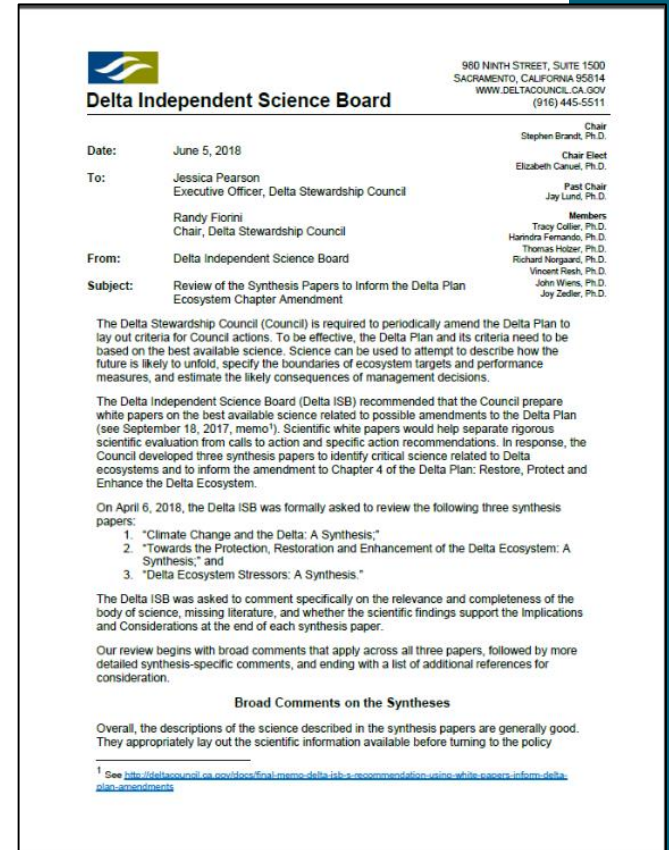 980 NINTH STREET, SUITE 1500
SACRAMENTO, CALIFORNIA 95814
WWW.DELTACOUNCIL.CA.GOV
(916) 445-5511
Delta Independent Science Board
Chair
Stephen Brandt, Ph.D.
Chair Elect
Elizabeth Canuel, Ph.D.
Past Chair
Jay Lund, Ph.D.
Members
Tracy Collier, Ph.D.
Harindra Fernando, Ph.D.
Thomas Holzer, Ph.D.
Richard Norgaard, Ph.D.
Vincent Resh, Ph.D.
John Wiens, Ph.D.
Joy Zedler, Ph.D.
Date: June 5, 2018
To: Jessica Pearson
Executive Officer, Delta Stewardship Council
Randy Fiorini
Chair, Delta Stewardship Council
From: Delta Independent Science Board
Subject: Review of the Synthesis Papers to Inform the Delta Plan
Ecosystem Chapter Amendment
The Delta Stewardship Council (Council) is required to periodically amend the Delta Plan to
lay out criteria for Council actions. To be effective, the Delta Plan and its criteria need to be
based on the best available science. Science can be used to attempt to describe how the
future is likely to unfold, specify the boundaries of ecosystem targets and performance
measures, and estimate the likely consequences of management decisions.
The Delta Independent Science Board (Delta ISB) recommended that the Council prepare
white papers on the best available science related to possible amendments to the Delta Plan
(see September 18, 2017, memo1). Scientific white papers would help separate rigorous
scientific evaluation from calls to action and specific action recommendations. In response, the
Council developed three synthesis papers to identify critical science related to Delta
ecosystems and to inform the amendment to Chapter 4 of the Delta Plan: Restore, Protect and
Enhance the Delta Ecosystem.
On April 6, 2018, the Delta ISB was formally asked to review the following three synthesis
papers:
1. "Climate Change and the Delta: A Synthesis;"
2. "Towards the Protection, Restoration and Enhancement of the Delta Ecosystem: A
Synthesis;" and
3. "Delta Ecosystem Stressors: A Synthesis."
The Delta ISB was asked to comment specifically on the relevance and completeness of the
body of science, missing literature, and whether the scientific findings support the Implications
and Considerations at the end of each synthesis paper.
Our review begins with broad comments that apply across all three papers, followed by more
detailed synthesis-specific comments, and ending with a list of additional references for
consideration.
Broad Comments on the Syntheses
Overall, the descriptions of the science described in the synthesis papers are generally good.
They appropriately lay out the scientific information available before turning to the policy
1 See http://deltacouncil.ca.gov/docs/final-memo-delta-isb-s-recommendation-using-white-papers-inform-delta-
plan-amendments